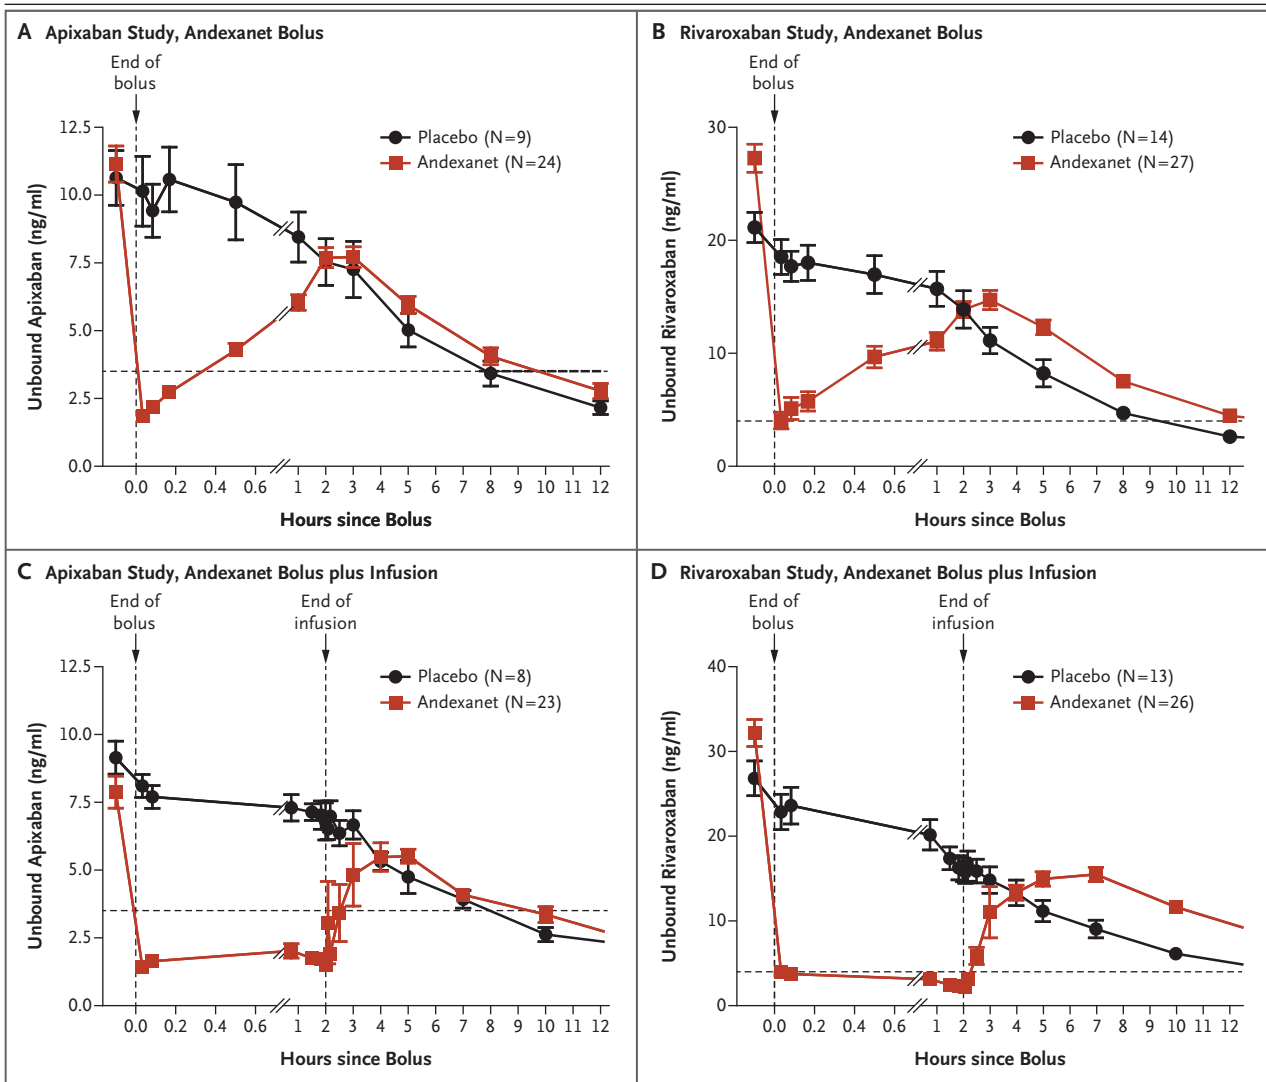 A Apixaban Study, Andexanet Bolus
End of
bolus
Unbound Apixaban (ng/ml)
12.5
10.0
7.5
5.0
2.5
0.0
Placebo (N=9)
Andexanet (N=24)
0.0 0.2 0.4 0.6 1 2 3 4 5 6 7 8 10 11 12
Hours since Bolus
B Rivaroxaban Study, Andexanet Bolus
End of
bolus
Unbound Rivaroxaban (ng/ml)
30
20
10
0
Placebo (N=14)
Andexanet (N=27)
0.0 0.2 0.4 0.6 1 2 3 4 5 6 7 8 9 10 11 12
Hours since Bolus
C Apixaban Study, Andexanet Bolus plus Infusion
End of
bolus
End of
infusion
Unbound Apixaban (ng/ml)
12.5
10.0
7.5
5.0
2.5
0.0
Placebo (N=8)
Andexanet (N=23)
0.0 0.2 0.4 0.6 1 2 3 4 5 6 7 8 9 10 11 12
Hours since Bolus
D Rivaroxaban Study, Andexanet Bolus plus Infusion
End of
bolus
End of
infusion
Unbound Rivaroxaban (ng/ml)
40
30
20
10
0
Placebo (N=13)
Andexanet (N=26)
0.0 0.2 0.4 0.6 1 2 3 4 5 6 7 8 9 10 11 12
Hours since Bolus